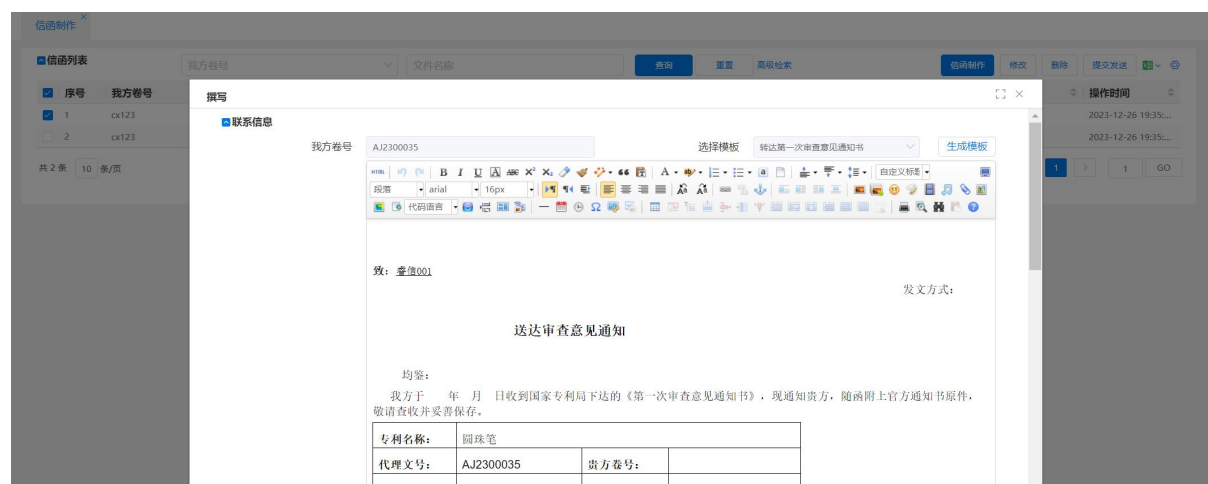 信函制作 ×
信函列表 我方卷号 文件名称 查询 重置 高级检索 信函制作 修改 删除 提交发送
序号 我方卷号 操作时间
1 cx123 2023-12-26 19:35:...
2 cx123 2023-12-26 19:35:...
共 2 条 10 条/页 1 1 GO
撰写
联系信息
我方卷号 AJ2300035 选择模板 转达第一次审查意见通知书 生成模板
HTML B I U A ABC X² X₂ 66 A a 自定义标题
段落 arial 16px
代码语言
致：睿信001
发文方式：
送达审查意见通知
均鉴：
我方于 年 月 日收到国家专利局下达的《第一次审查意见通知书》，现通知贵方，随函附上官方通知书原件，
敬请查收并妥善保存。
专利名称： 圆珠笔
代理文号： AJ2300035 贵方卷号：